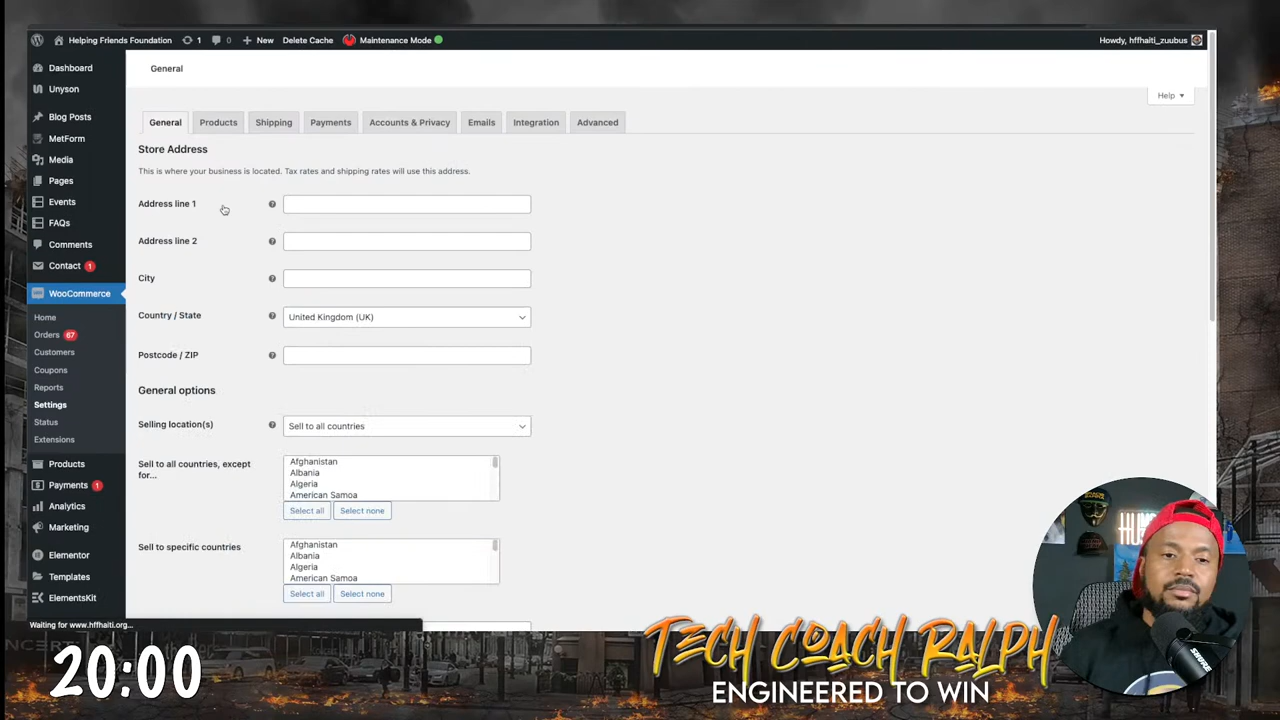 Helping Friends Foundation 1 0 + New Delete Cache Maintenance Mode Howdy, hffhaiti_zuubus
Dashboard
Unyson
Blog Posts
MetForm
Media
Pages
Events
FAQs
Comments
Contact 1
WooCommerce
Home
Orders 67
Customers
Coupons
Reports
Settings
Status
Extensions
Products
Payments 1
Analytics
Marketing
Elementor
Templates
ElementsKit
General
Help
General Products Shipping Payments Accounts & Privacy Emails Integration Advanced
Store Address
This is where your business is located. Tax rates and shipping rates will use this address.
Address line 1
Address line 2
City
Country / State United Kingdom (UK)
Postcode / ZIP
General options
Selling location(s) Sell to all countries
Sell to all countries, except for...
Afghanistan
Albania
Algeria
American Samoa
Select all Select none
Sell to specific countries
Afghanistan
Albania
Algeria
American Samoa
Select all Select none
Waiting for www.hffhaiti.org...
20:00
TECH COACH RALPH
ENGINEERED TO WIN
SHURE